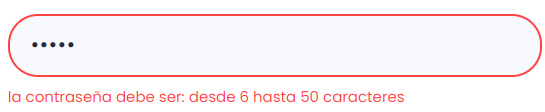 •••••
la contraseña debe ser: desde 6 hasta 50 caracteres